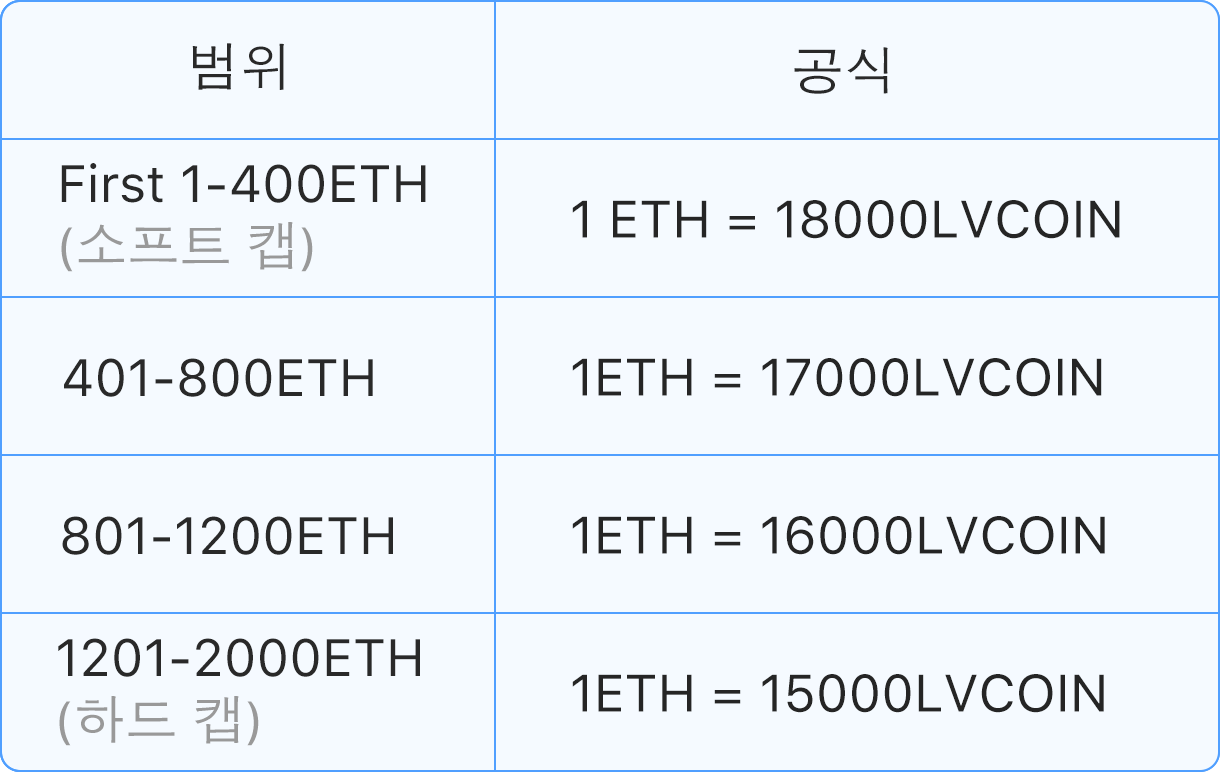 범위
공식
First 1-400ETH
(소프트 캡)
1 ETH = 18000LVCOIN
401-800ETH
1ETH = 17000LVCOIN
801-1200ETH
1ETH = 16000LVCOIN
1201-2000ETH
(하드 캡)
1ETH = 15000LVCOIN